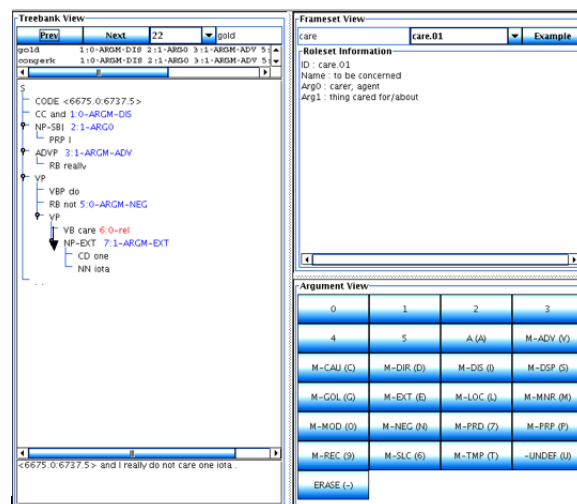 Treebank View
Prev
Next
22
gold
gold 1:0-ARGM-DIS 2:1-ARG0 3:1-ARGM-ADV 5:
congerk 1:0-ARGM-DIS 2:1-ARG0 3:1-ARGM-ADV 5:
S
CODE <6675.0:6737.5>
CC and 1:0-ARGM-DIS
NP-SBJ 2:1-ARG0
PRP I
ADVP 3:1-ARGM-ADV
RB really
VP
VBP do
RB not 5:0-ARGM-NEG
VP
VB care 6:0-rel
NP-EXT 7:1-ARGM-EXT
CD one
NN iota
. .
<6675.0:6737.5> and I really do not care one iota .
Frameset View
care
care.01
Example
Roleset Information
ID : care.01
Name : to be concerned
Arg0 : carer, agent
Arg1 : thing cared for/about
Argument View
0 1 2 3
4 5 A (A) M-ADV (V)
M-CAU (C) M-DIR (D) M-DIS (I) M-DSP (S)
M-GOL (G) M-EXT (E) M-LOC (L) M-MNR (M)
M-MOD (O) M-NEG (N) M-PRD (7) M-PRP (P)
M-REC (9) M-SLC (6) M-TMP (T) -UNDEF (U)
ERASE (-)